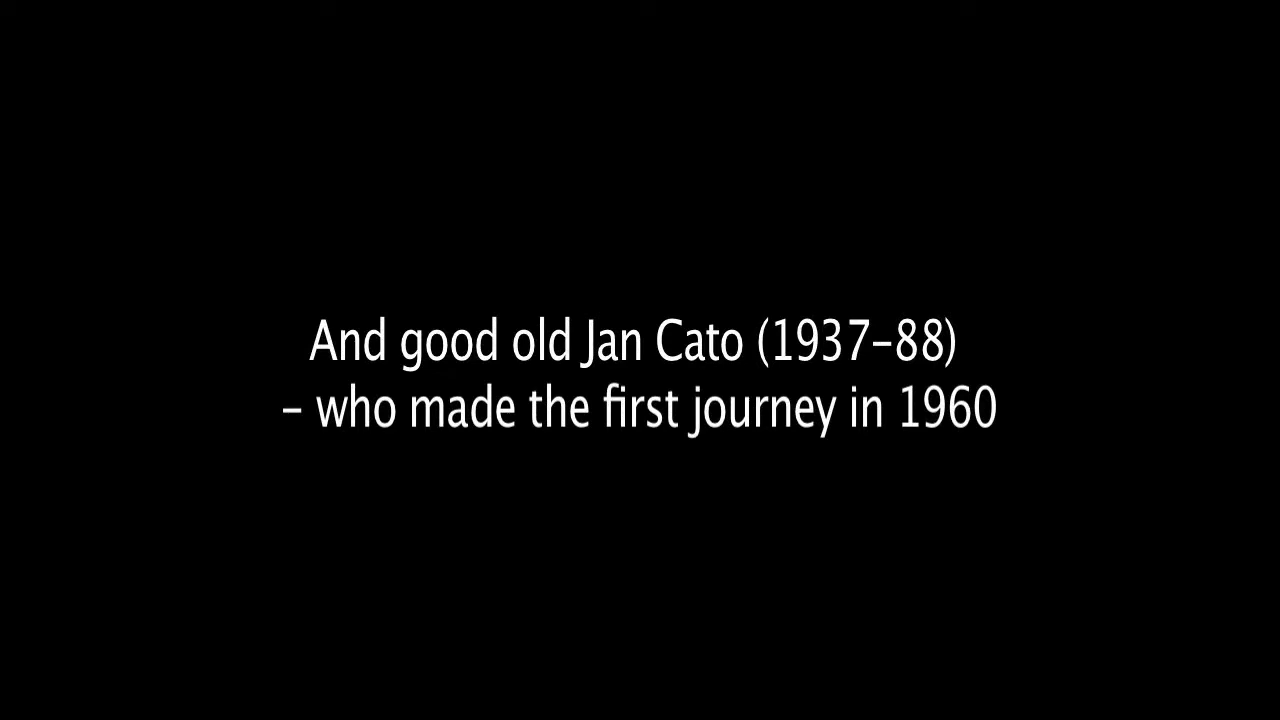 And good old Jan Cato (1937–88)
– who made the first journey in 1960